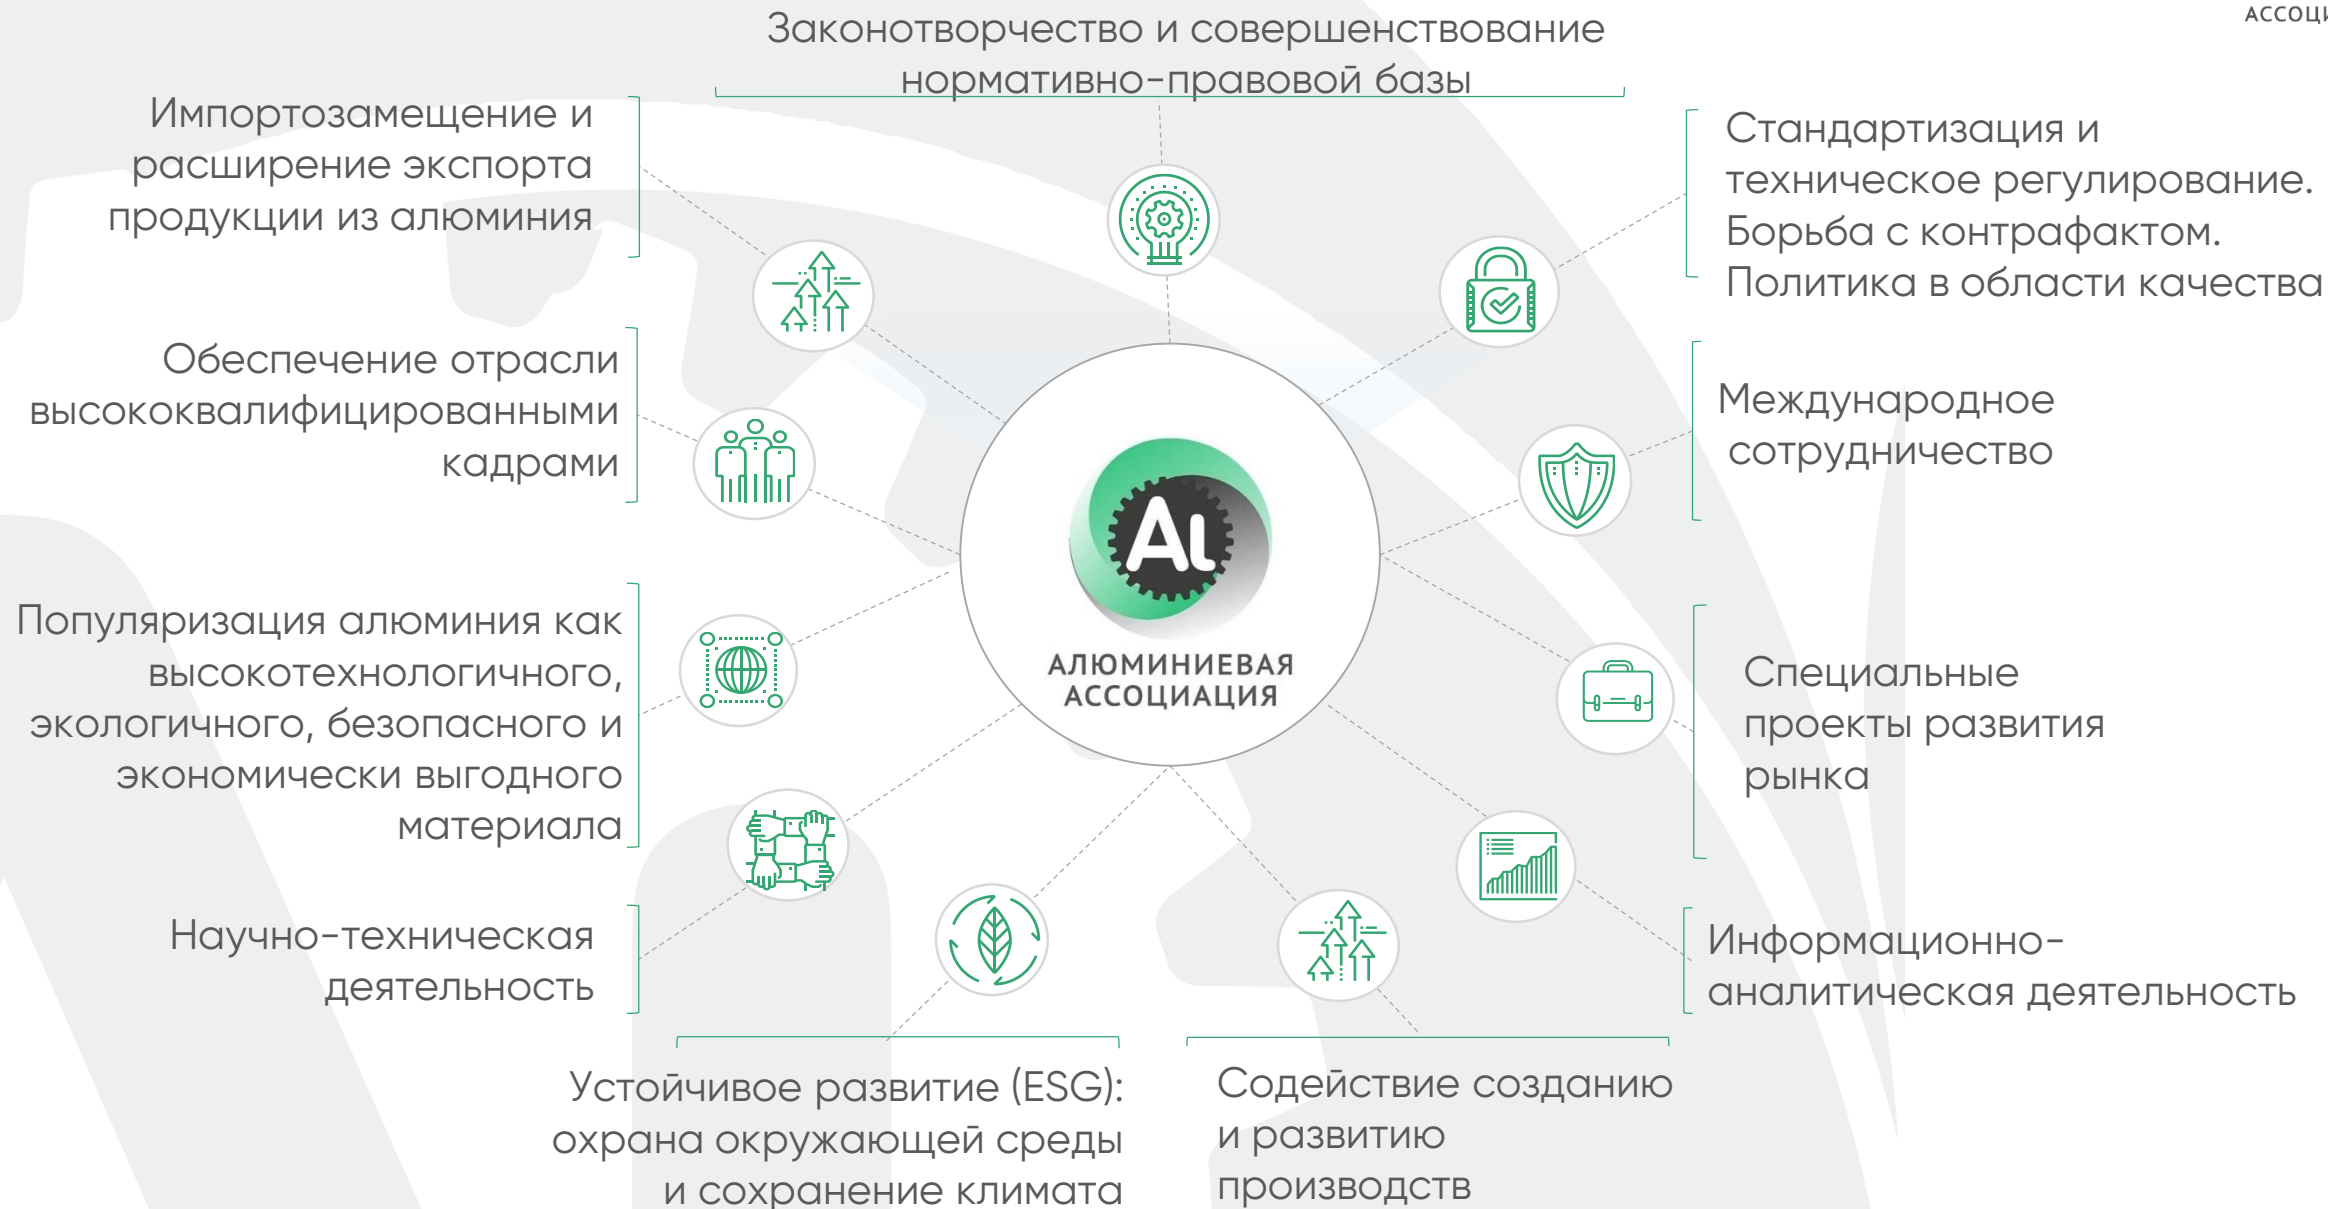 АССОЦИ
Законотворчество и совершенствование
нормативно-правовой базы
Импортозамещение и
расширение экспорта
продукции из алюминия
Стандартизация и
техническое регулирование.
Борьба с контрафактом.
Политика в области качества
Обеспечение отрасли
высококвалифицированными
кадрами
Международное
сотрудничество
Al
АЛЮМИНИЕВАЯ
АССОЦИАЦИЯ
Популяризация алюминия как
высокотехнологичного,
экологичного, безопасного и
экономически выгодного
материала
Специальные
проекты развития
рынка
Научно-техническая
деятельность
Информационно-
аналитическая деятельность
Устойчивое развитие (ESG):
охрана окружающей среды
и сохранение климата
Содействие созданию
и развитию
производств